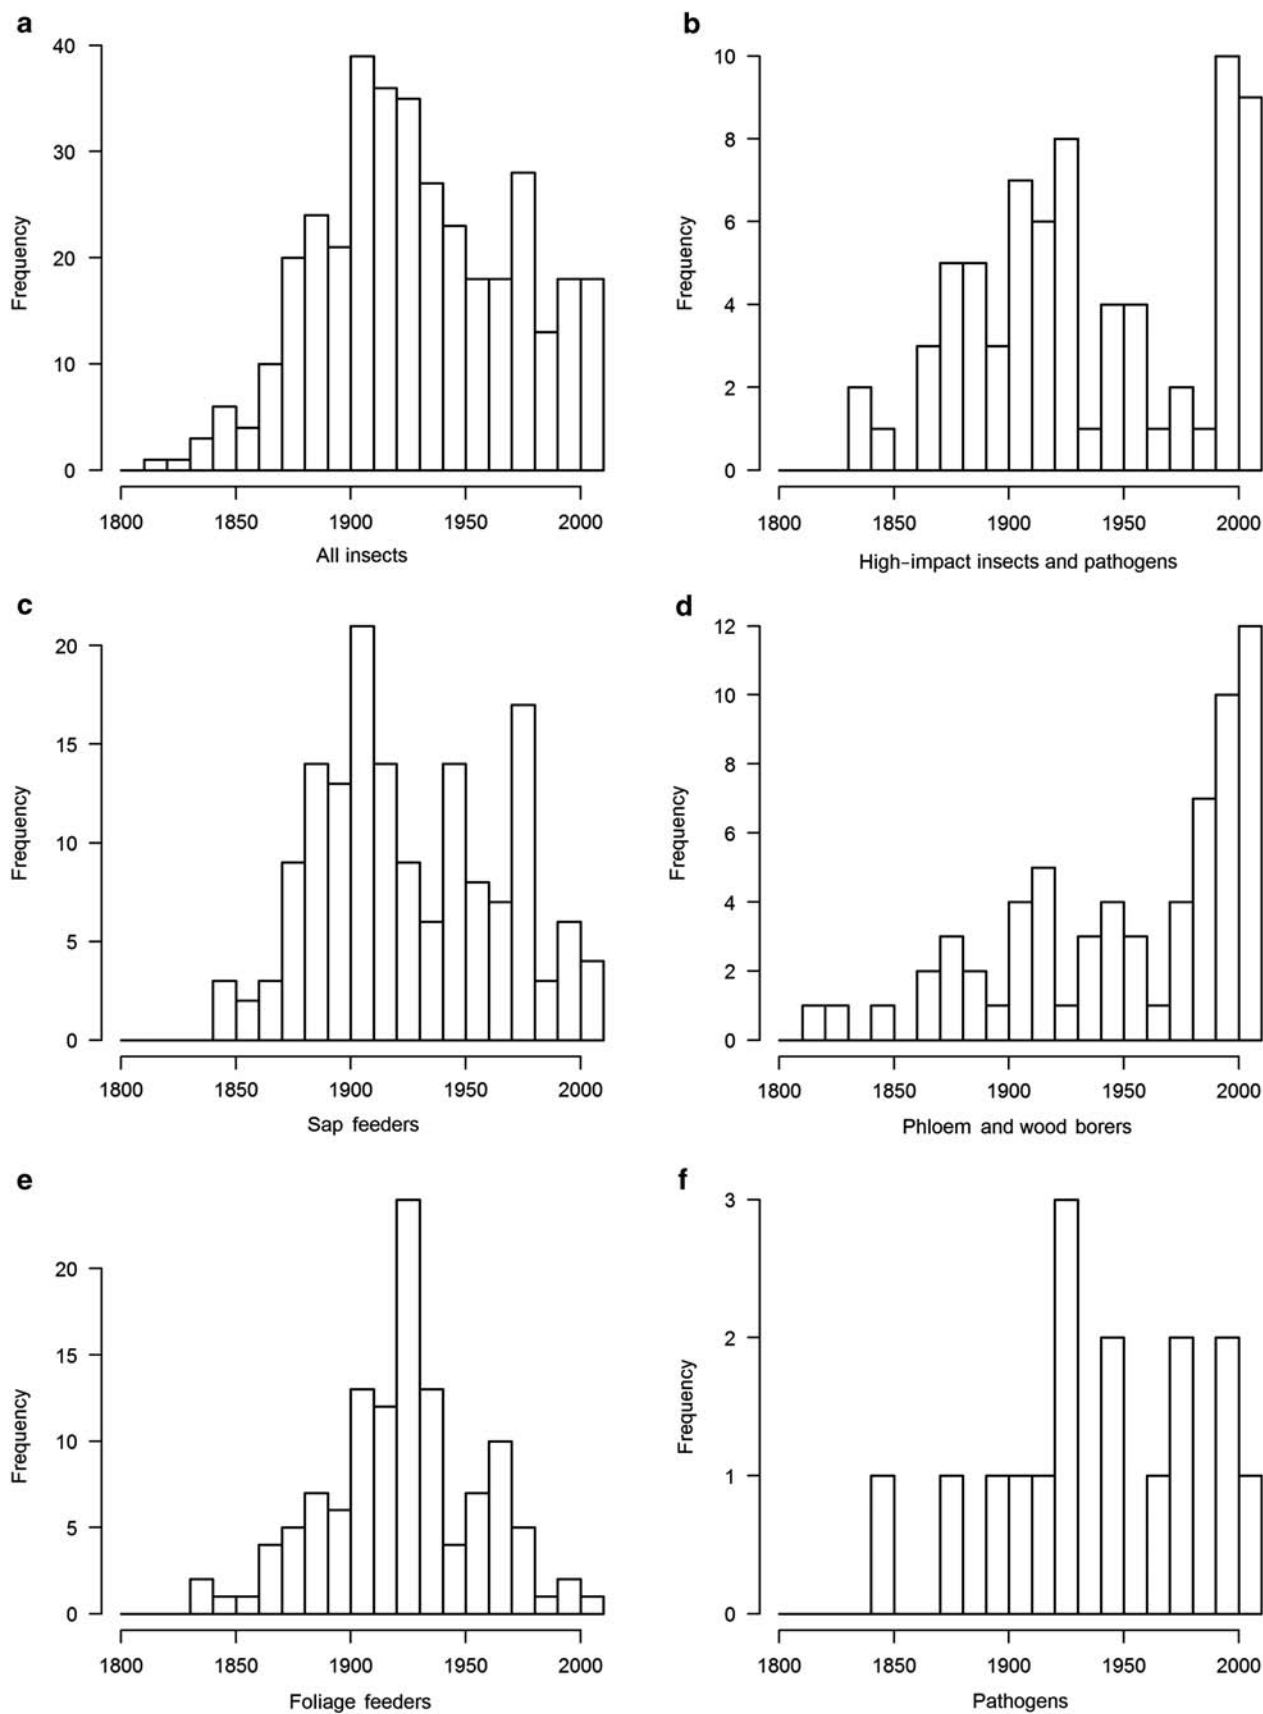 a
40
30
20
10
0
Frequency
1800 1850 1900 1950 2000
All insects
b
10
8
6
4
2
0
Frequency
1800 1850 1900 1950 2000
High-impact insects and pathogens
c
20
15
10
5
0
Frequency
1800 1850 1900 1950 2000
Sap feeders
d
12
10
8
6
4
2
0
Frequency
1800 1850 1900 1950 2000
Phloem and wood borers
e
20
15
10
5
0
Frequency
1800 1850 1900 1950 2000
Foliage feeders
f
3
2
1
0
Frequency
1800 1850 1900 1950 2000
Pathogens